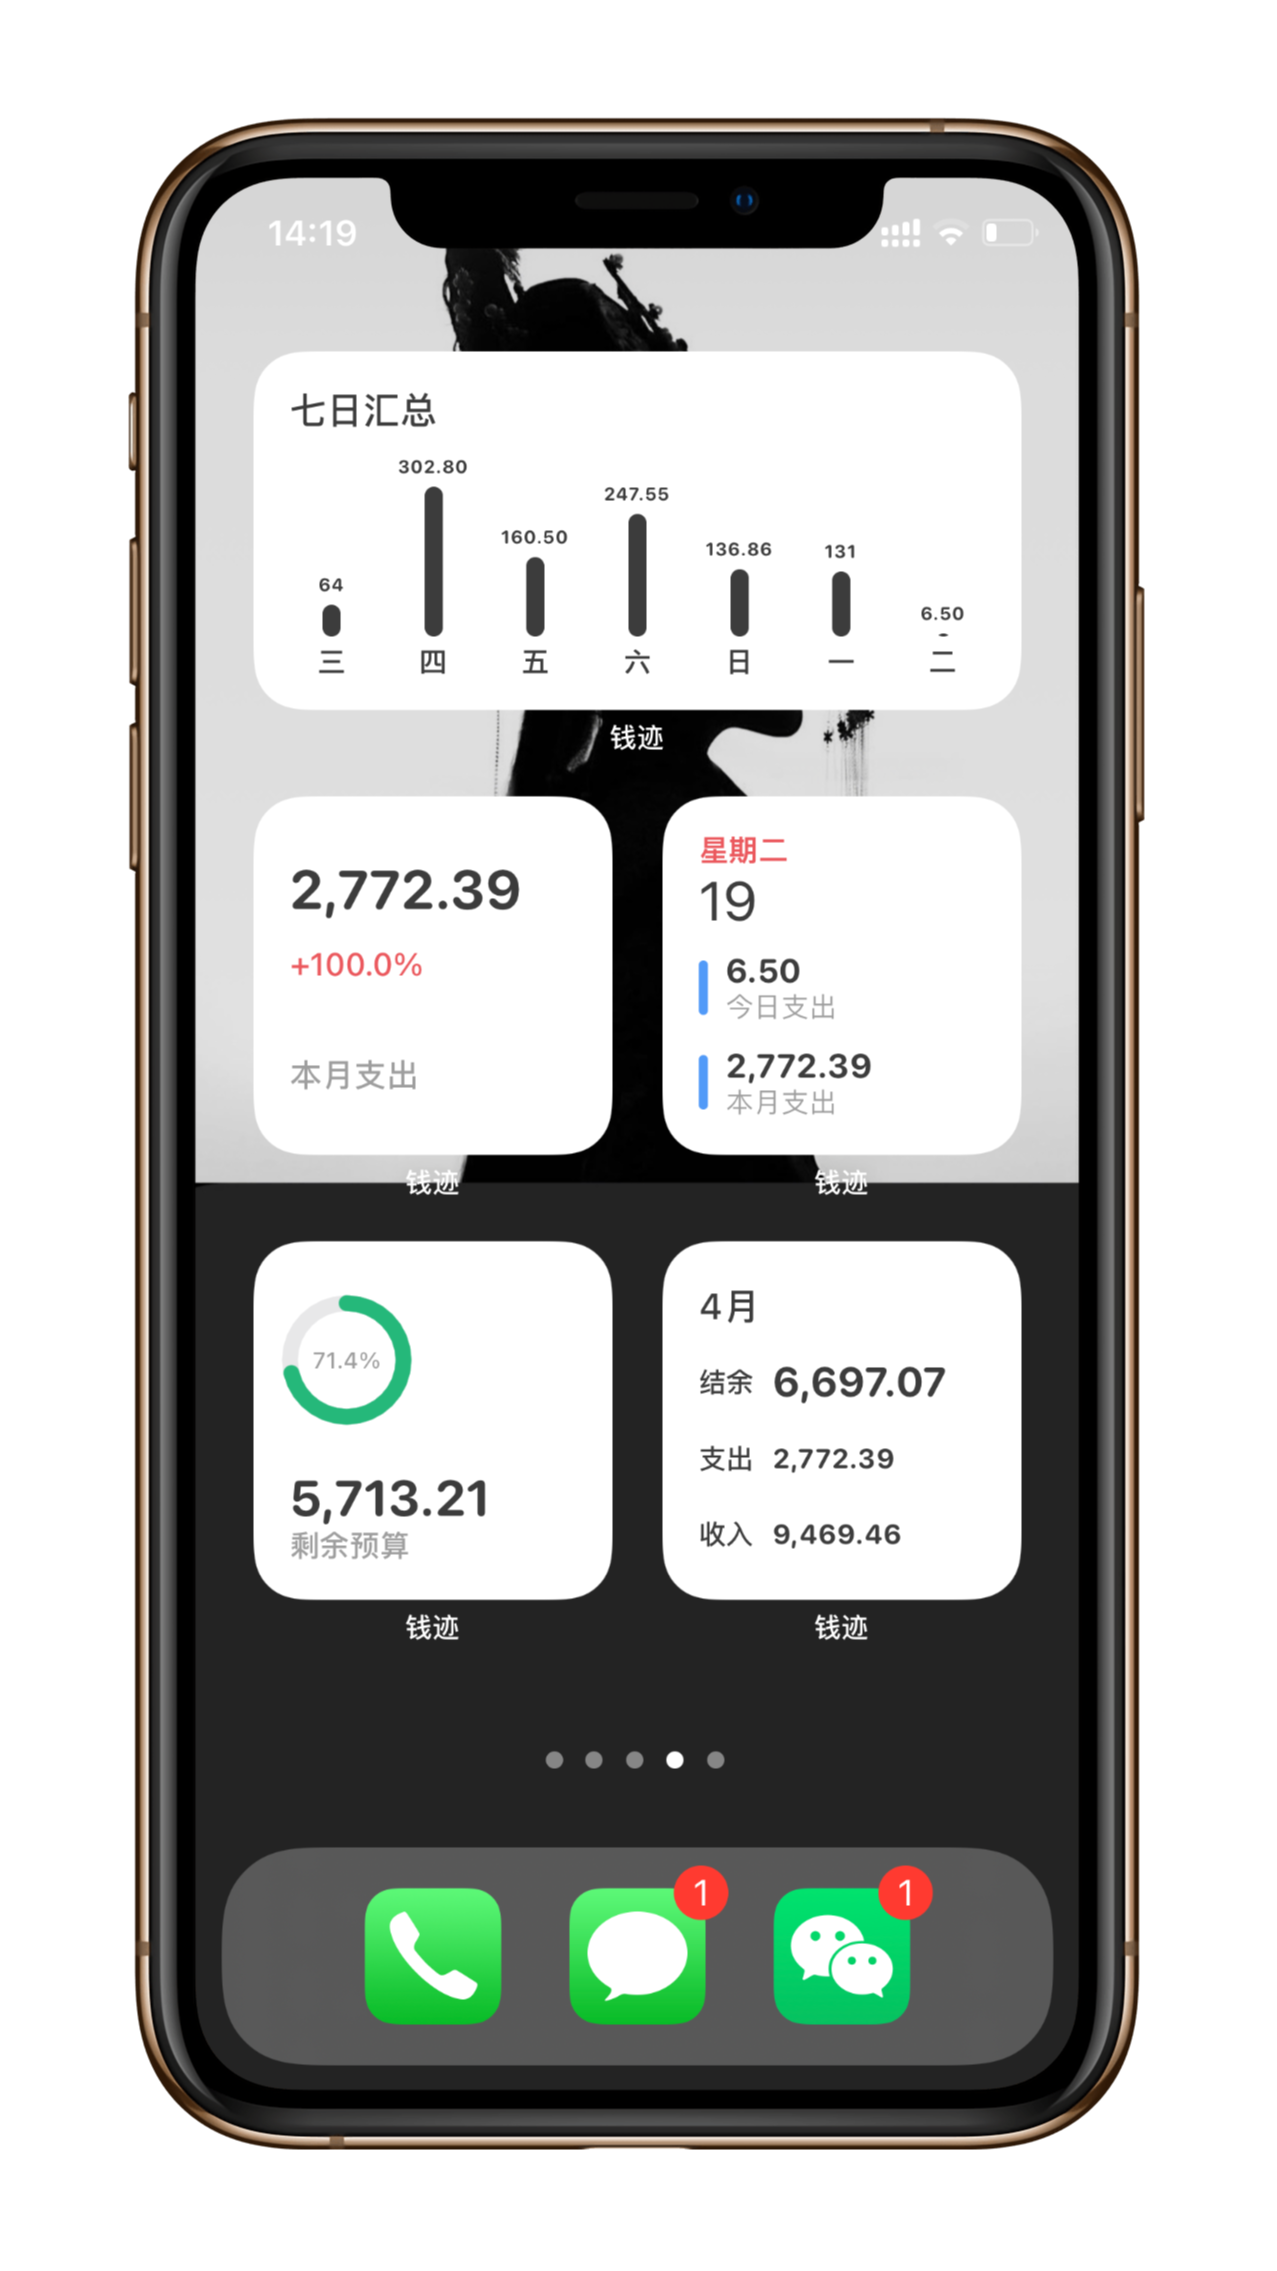 14:19
七日汇总
64
302.80
160.50
247.55
136.86
131
6.50
三
四
五
六
日
一
二
钱迹
2,772.39
+100.0%
本月支出
钱迹
星期二
19
6.50
今日支出
2,772.39
本月支出
钱迹
71.4%
5,713.21
剩余预算
钱迹
4月
结余 6,697.07
支出 2,772.39
收入 9,469.46
钱迹
1
1